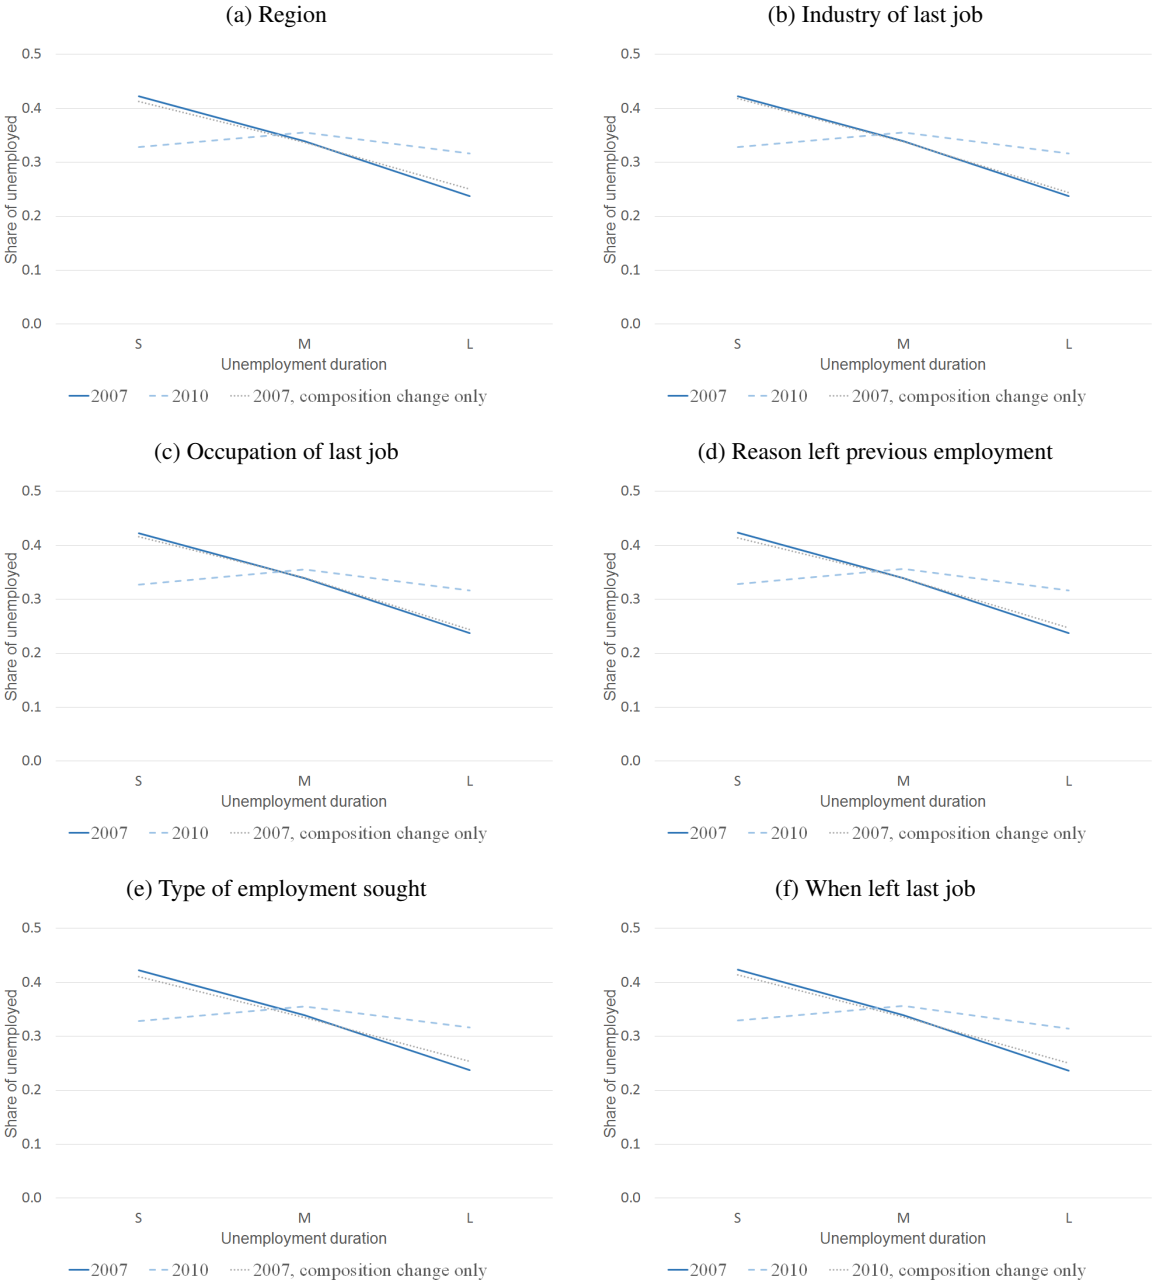 (a) Region
0.5
0.4
0.3
0.2
0.1
0.0
Share of unemployed
S M L
Unemployment duration
2007 2010 2007, composition change only
(b) Industry of last job
0.5
0.4
0.3
0.2
0.1
0.0
Share of unemployed
S M L
Unemployment duration
2007 2010 2007, composition change only
(c) Occupation of last job
0.5
0.4
0.3
0.2
0.1
0.0
Share of unemployed
S M L
Unemployment duration
2007 2010 2007, composition change only
(d) Reason left previous employment
0.5
0.4
0.3
0.2
0.1
0.0
Share of unemployed
S M L
Unemployment duration
2007 2010 2007, composition change only
(e) Type of employment sought
0.5
0.4
0.3
0.2
0.1
0.0
Share of unemployed
S M L
Unemployment duration
2007 2010 2007, composition change only
(f) When left last job
0.5
0.4
0.3
0.2
0.1
0.0
Share of unemployed
S M L
Unemployment duration
2007 2010 2010, composition change only